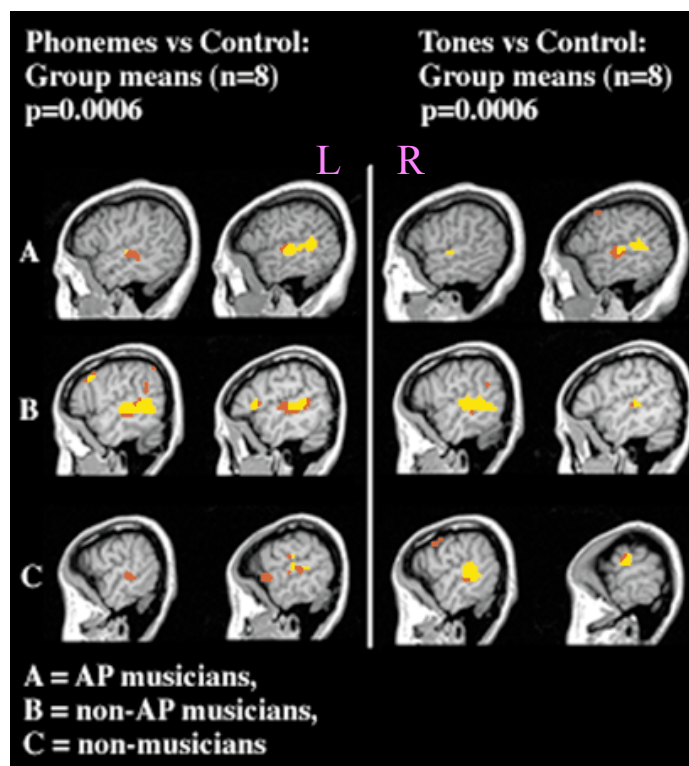 Phonemes vs Control:
Group means (n=8)
p=0.0006
Tones vs Control:
Group means (n=8)
p=0.0006
L
R
A
B
C
A = AP musicians,
B = non-AP musicians,
C = non-musicians